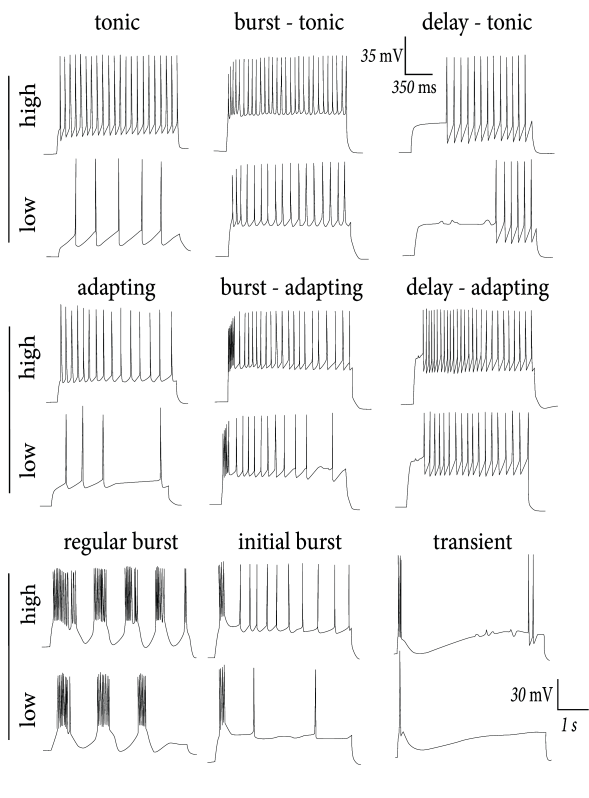 tonic
burst - tonic
delay - tonic
35 mV
350 ms
high
low
adapting
burst - adapting
delay - adapting
high
low
regular burst
initial burst
transient
high
low
30 mV
1 s